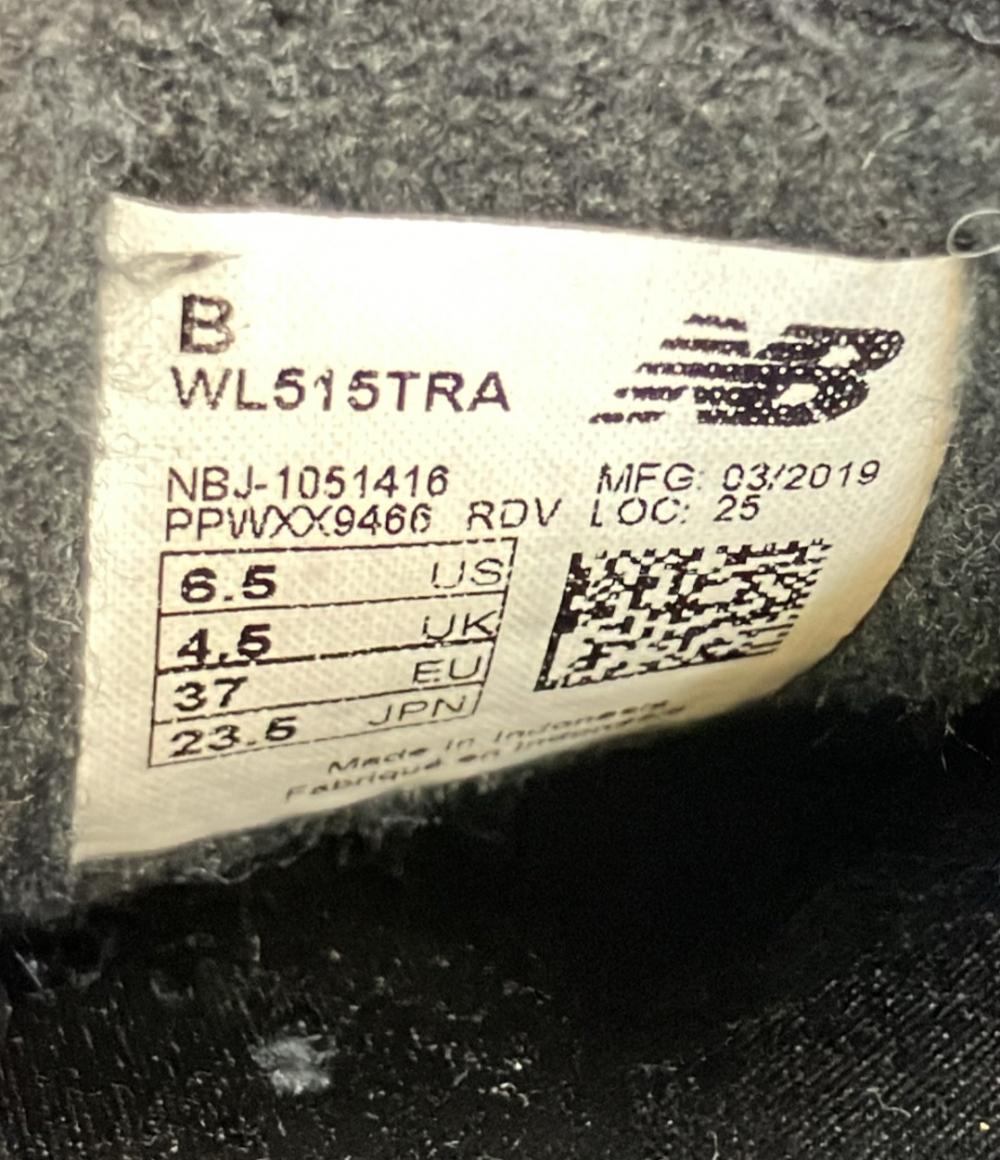 B
WL515TRA
NB
NBJ-1051416 MFG: 03/2019
PPWXX9466 RDV LOC: 25
6.5 US
4.5 UK
37 EU
23.5 JPN
Made in Indonesia
Fabriqué en